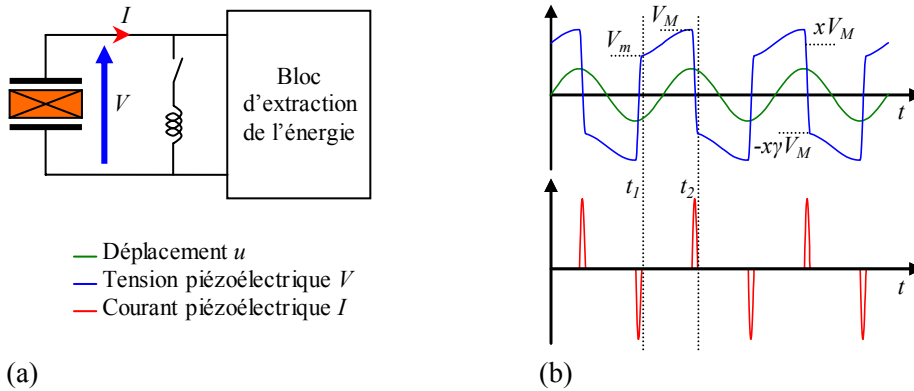 I
V
Bloc
d'extraction
de l'énergie
Déplacement u
Tension piézoélectrique V
Courant piézoélectrique I
(a)
V_M
xV_M
V_m
t
-xγV_M
t_1
t_2
t
(b)